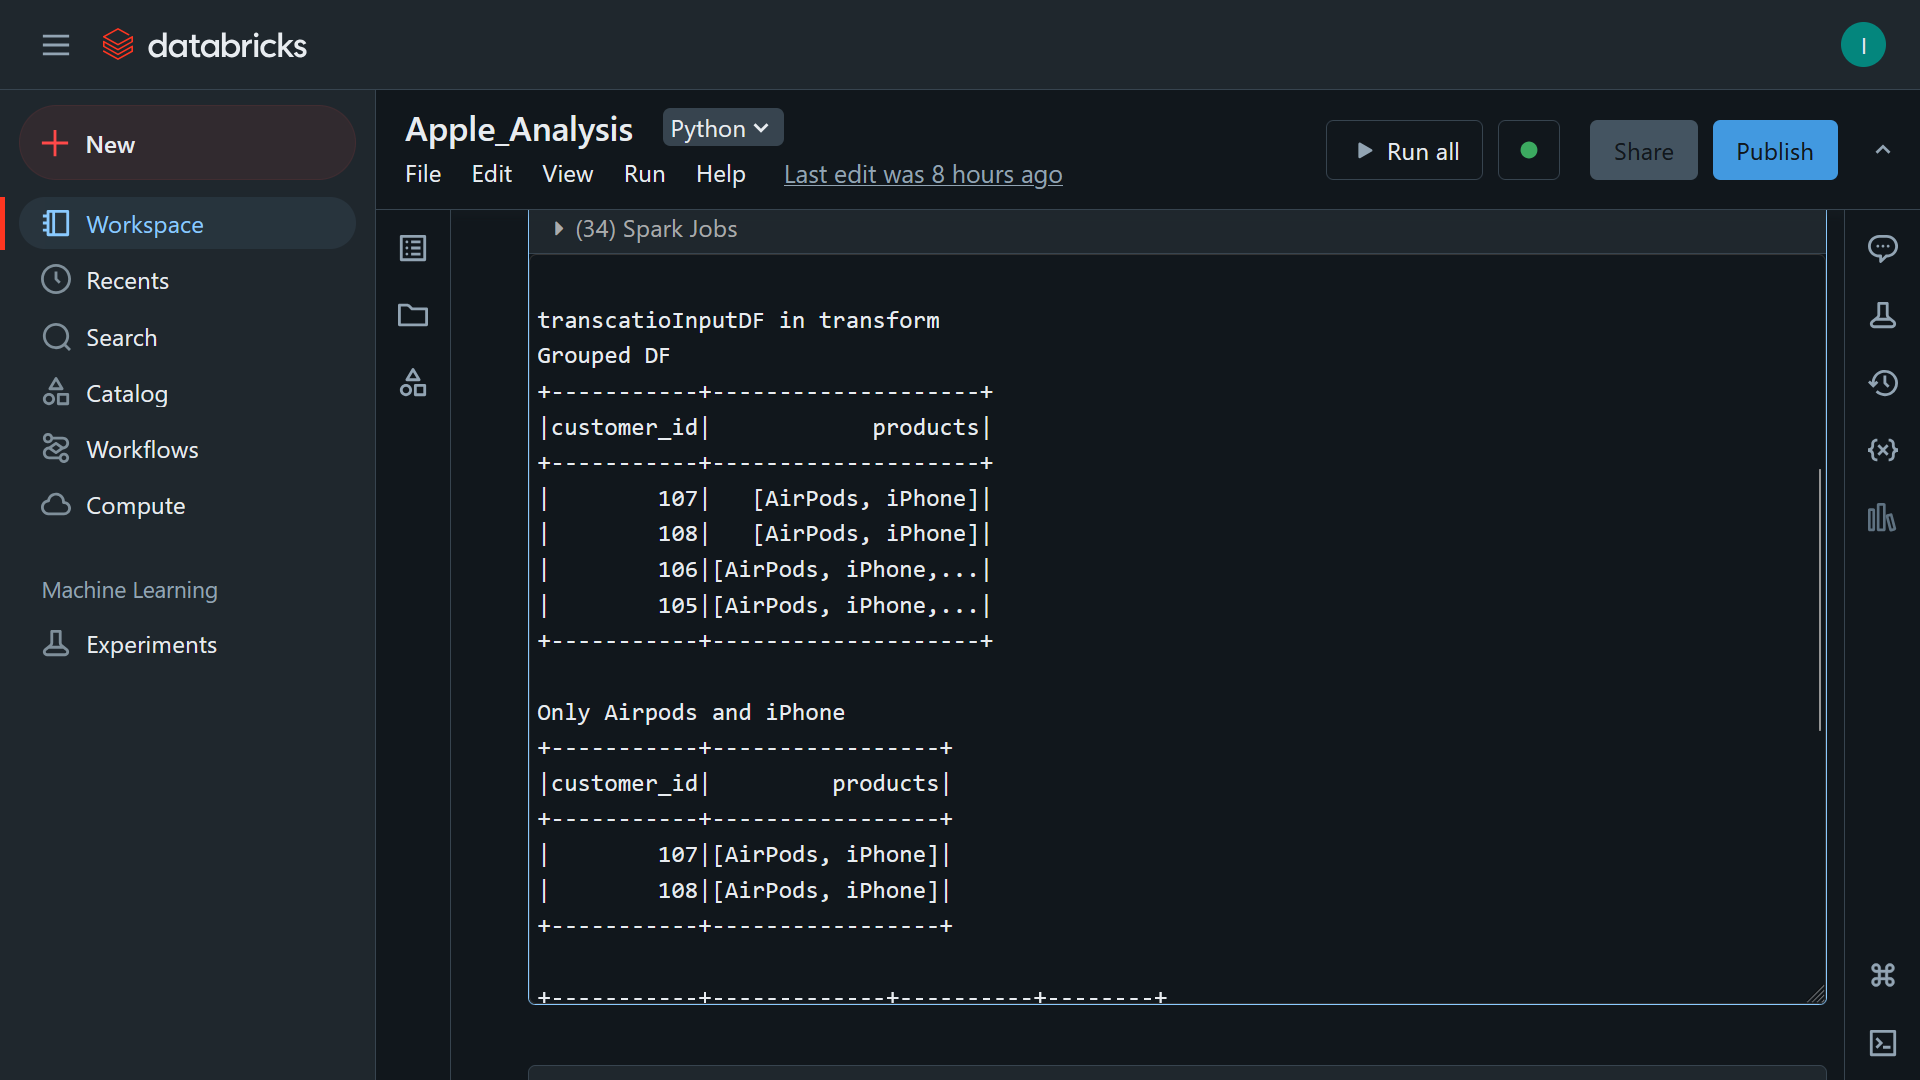 databricks
I
New
Workspace
Recents
Search
Catalog
Workflows
Compute
Machine Learning
Experiments
Apple_Analysis
Python
File Edit View Run Help Last edit was 8 hours ago
Run all
Share
Publish
(34) Spark Jobs
transcatioInputDF in transform
Grouped DF
+-----------+--------------------+
|customer_id|            products|
+-----------+--------------------+
|        107|   [AirPods, iPhone]|
|        108|   [AirPods, iPhone]|
|        106|[AirPods, iPhone,...|
|        105|[AirPods, iPhone,...|
+-----------+--------------------+
Only Airpods and iPhone
+-----------+-----------------+
|customer_id|         products|
+-----------+-----------------+
|        107|[AirPods, iPhone]|
|        108|[AirPods, iPhone]|
+-----------+-----------------+
+-----------+-------------+----------+--------+